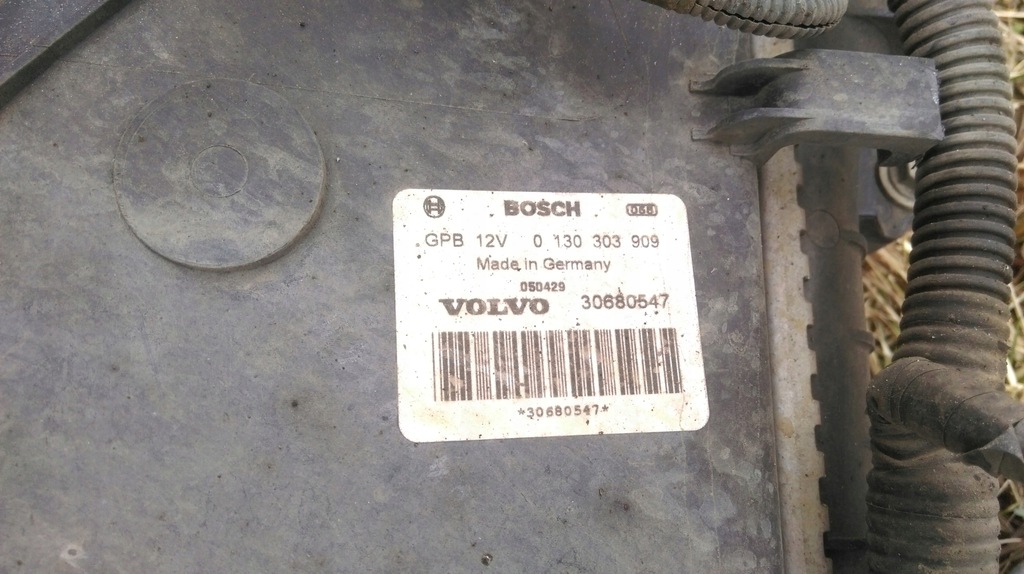 BOSCH
GPB 12V 0 130 303 909
Made in Germany
050429
VOLVO 30680547
*30680547*